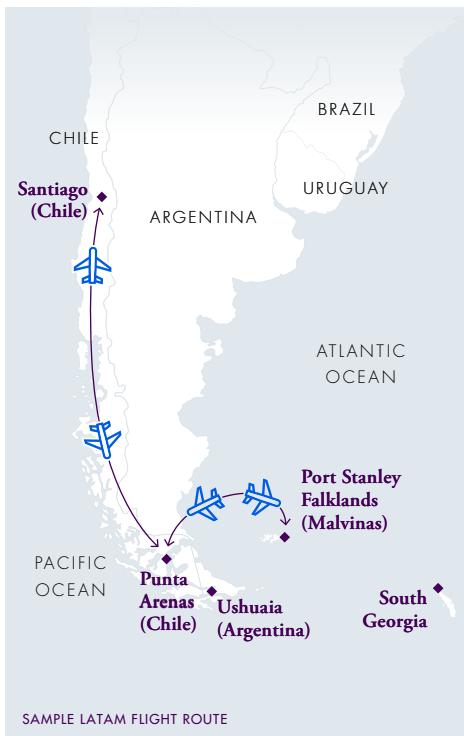 BRAZIL
CHILE
Santiago
(Chile)
URUGUAY
ARGENTINA
ATLANTIC
OCEAN
Port Stanley
Falklands
(Malvinas)
PACIFIC
OCEAN
Punta
Arenas
(Chile)
Ushuaia
(Argentina)
South
Georgia
SAMPLE LATAM FLIGHT ROUTE